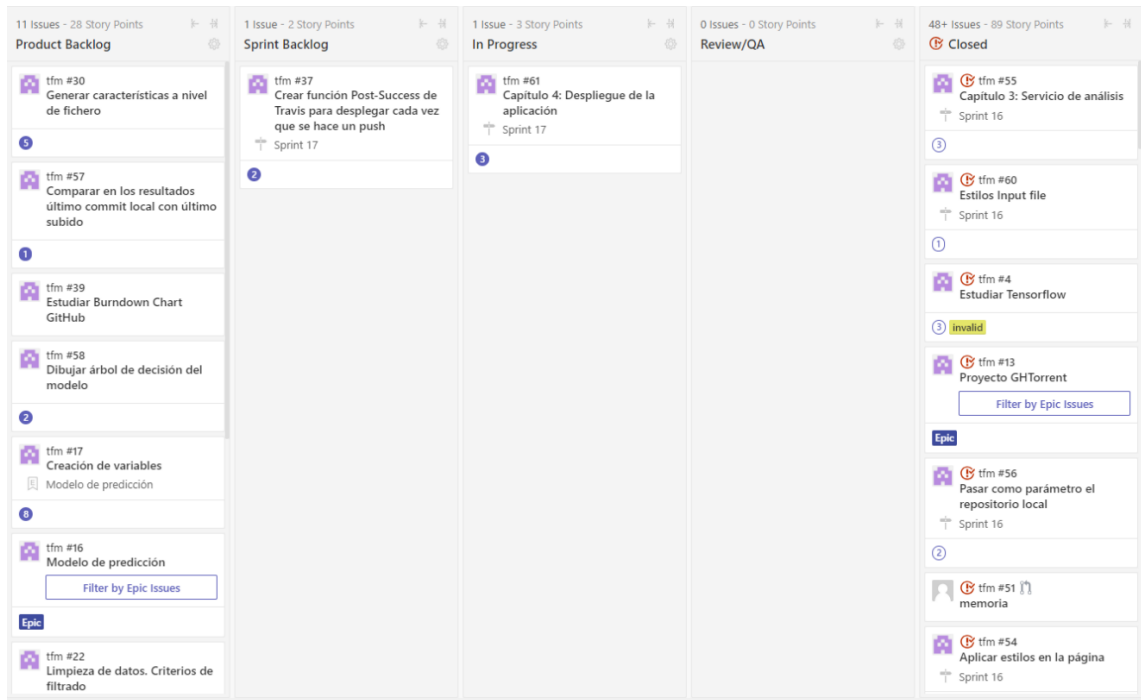 11 Issues - 28 Story Points
Product Backlog
tfm #30
Generar características a nivel
de fichero
5
tfm #57
Comparar en los resultados
último commit local con último
subido
1
tfm #39
Estudiar Burndown Chart
GitHub
tfm #58
Dibujar árbol de decisión del
modelo
2
tfm #17
Creación de variables
E Modelo de predicción
8
tfm #16
Modelo de predicción
Filter by Epic Issues
Epic
tfm #22
Limpieza de datos. Criterios de
filtrado
1 Issue - 2 Story Points
Sprint Backlog
tfm #37
Crear función Post-Success de
Travis para desplegar cada vez
que se hace un push
Sprint 17
2
1 Issue - 3 Story Points
In Progress
tfm #61
Capítulo 4: Despliegue de la
aplicación
Sprint 17
3
0 Issues - 0 Story Points
Review/QA
48+ Issues - 89 Story Points
Closed
tfm #55
Capítulo 3: Servicio de análisis
Sprint 16
3
tfm #60
Estilos Input file
Sprint 16
1
tfm #4
Estudiar Tensorflow
3 invalid
tfm #13
Proyecto GHTorrent
Filter by Epic Issues
Epic
tfm #56
Pasar como parámetro el
repositorio local
Sprint 16
2
tfm #51
memoria
tfm #54
Aplicar estilos en la página
Sprint 16